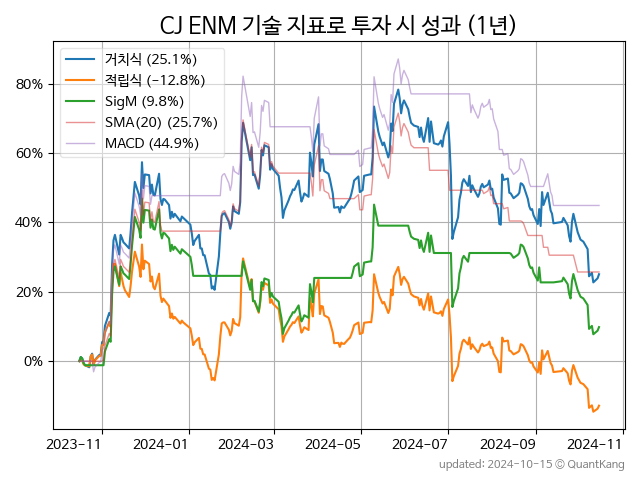 CJ ENM 기술 지표로 투자 시 성과 (1년)
거치식 (25.1%)
적립식 (-12.8%)
SigM (9.8%)
SMA(20) (25.7%)
MACD (44.9%)
80%
60%
40%
20%
0%
2023-11 2024-01 2024-03 2024-05 2024-07 2024-09 2024-11
updated: 2024-10-15 © QuantKang